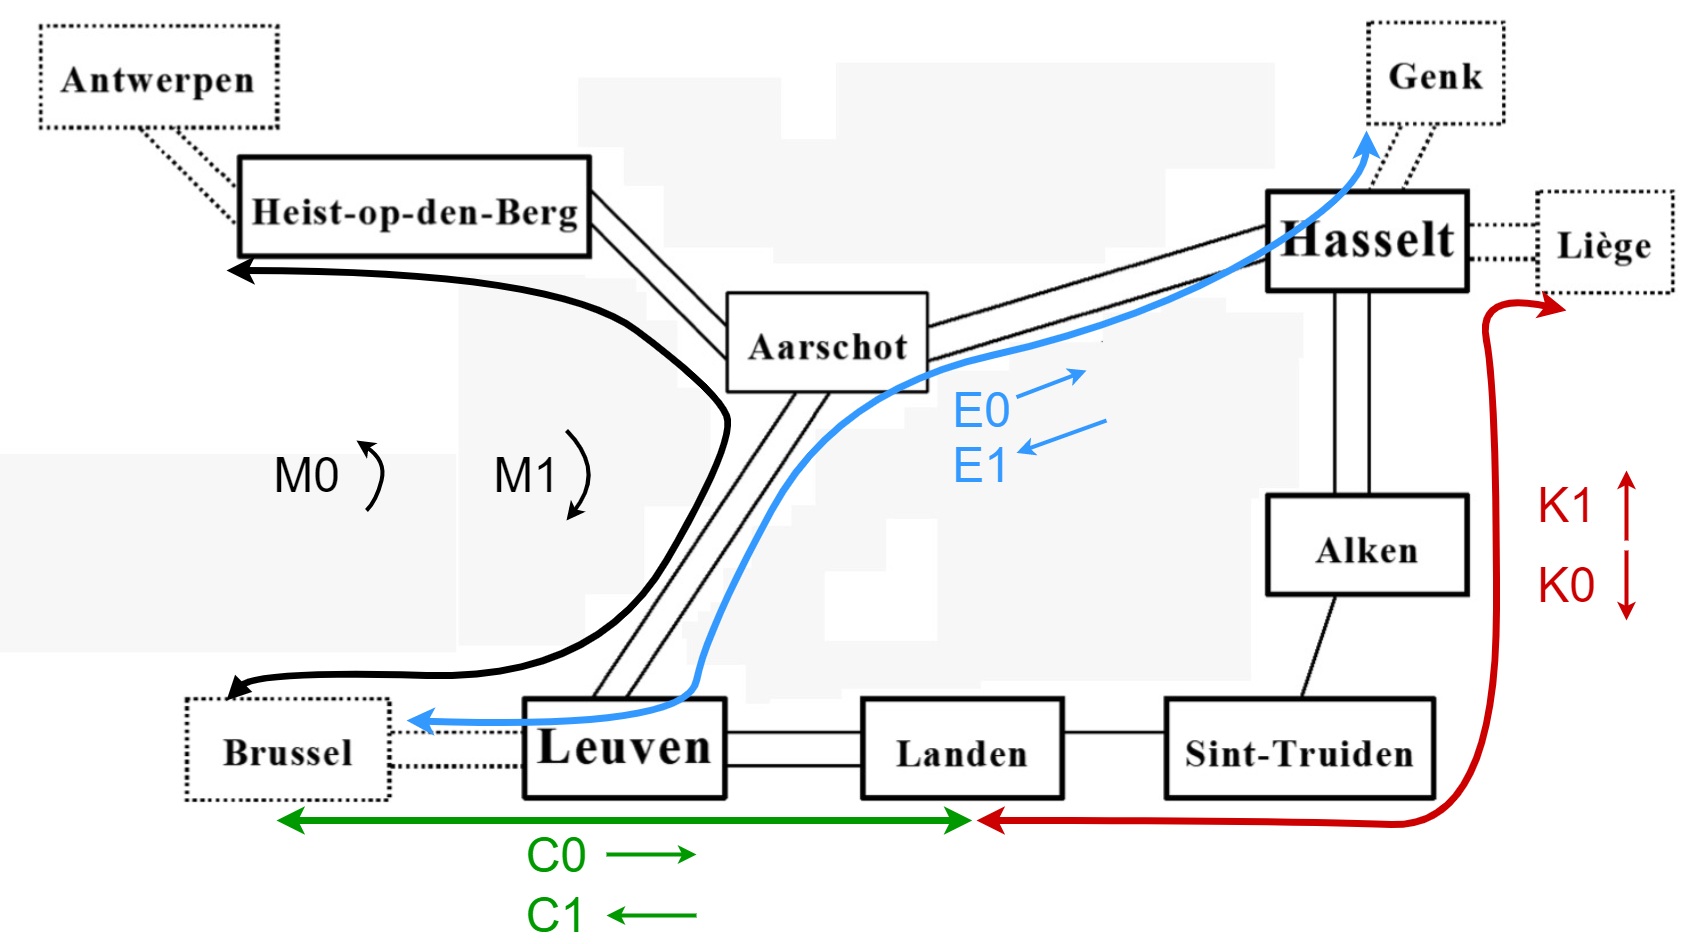 Antwerpen
Genk
Heist-op-den-Berg
Hasselt
Liège
Aarschot
E0
E1
M0
M1
K1
K0
Alken
Brussel
Leuven
Landen
Sint-Truiden
C0
C1